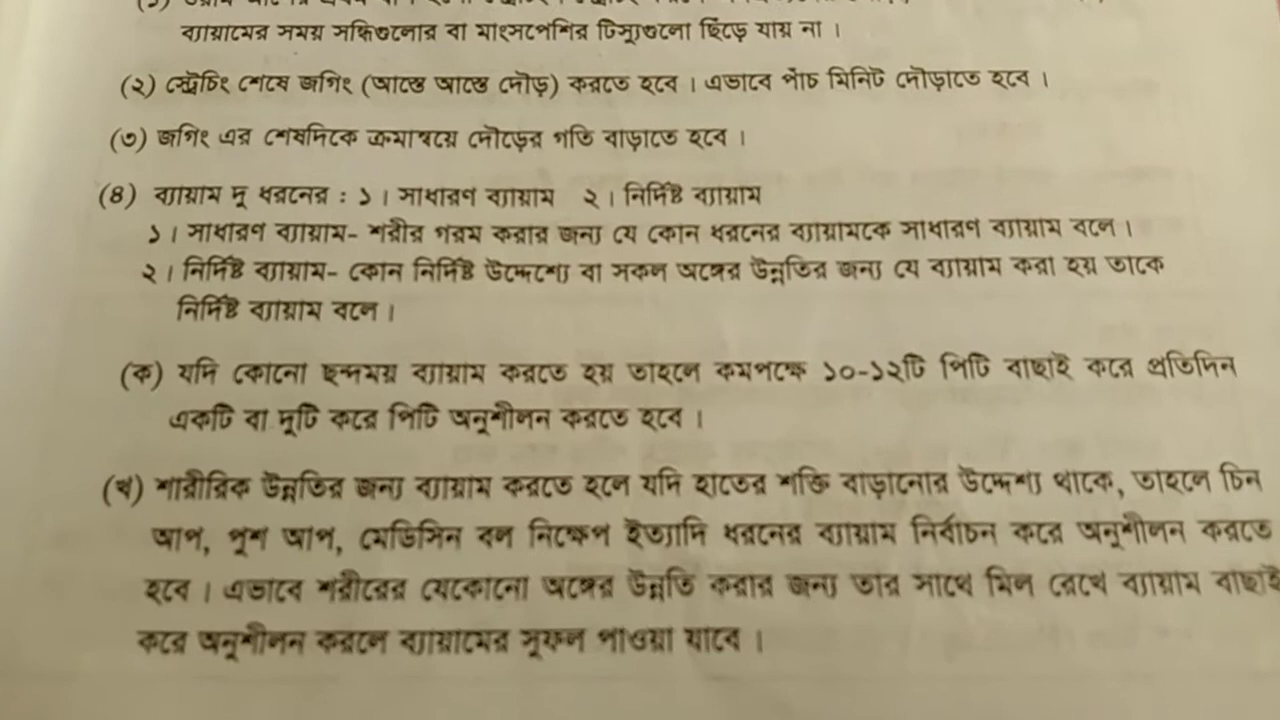 ব্যায়ামের সময় সন্ধিগুলোর বা মাংসপেশির টিস্যুগুলো ছিঁড়ে যায় না ।
(২) স্ট্রেচিং শেষে জগিং (আস্তে আস্তে দৌড়) করতে হবে । এভাবে পাঁচ মিনিট দৌড়াতে হবে ।
(৩) জগিং এর শেষদিকে ক্রমান্বয়ে দৌড়ের গতি বাড়াতে হবে ।
(৪) ব্যায়াম দু ধরনের : ১ । সাধারণ ব্যায়াম ২ । নির্দিষ্ট ব্যায়াম
১ । সাধারণ ব্যায়াম- শরীর গরম করার জন্য যে কোন ধরনের ব্যায়ামকে সাধারণ ব্যায়াম বলে ।
২ । নির্দিষ্ট ব্যায়াম- কোন নির্দিষ্ট উদ্দেশ্যে বা সকল অঙ্গের উন্নতির জন্য যে ব্যায়াম করা হয় তাকে
নির্দিষ্ট ব্যায়াম বলে ।
(ক) যদি কোনো ছন্দময় ব্যায়াম করতে হয় তাহলে কমপক্ষে ১০-১২টি পিটি বাছাই করে প্রতিদিন
একটি বা দুটি করে পিটি অনুশীলন করতে হবে ।
(খ) শারীরিক উন্নতির জন্য ব্যায়াম করতে হলে যদি হাতের শক্তি বাড়ানোর উদ্দেশ্য থাকে, তাহলে চিন
আপ, পুশ আপ, মেডিসিন বল নিক্ষেপ ইত্যাদি ধরনের ব্যায়াম নির্বাচন করে অনুশীলন করতে
হবে । এভাবে শরীরের যেকোনো অঙ্গের উন্নতি করার জন্য তার সাথে মিল রেখে ব্যায়াম বাছাই
করে অনুশীলন করলে ব্যায়ামের সুফল পাওয়া যাবে ।